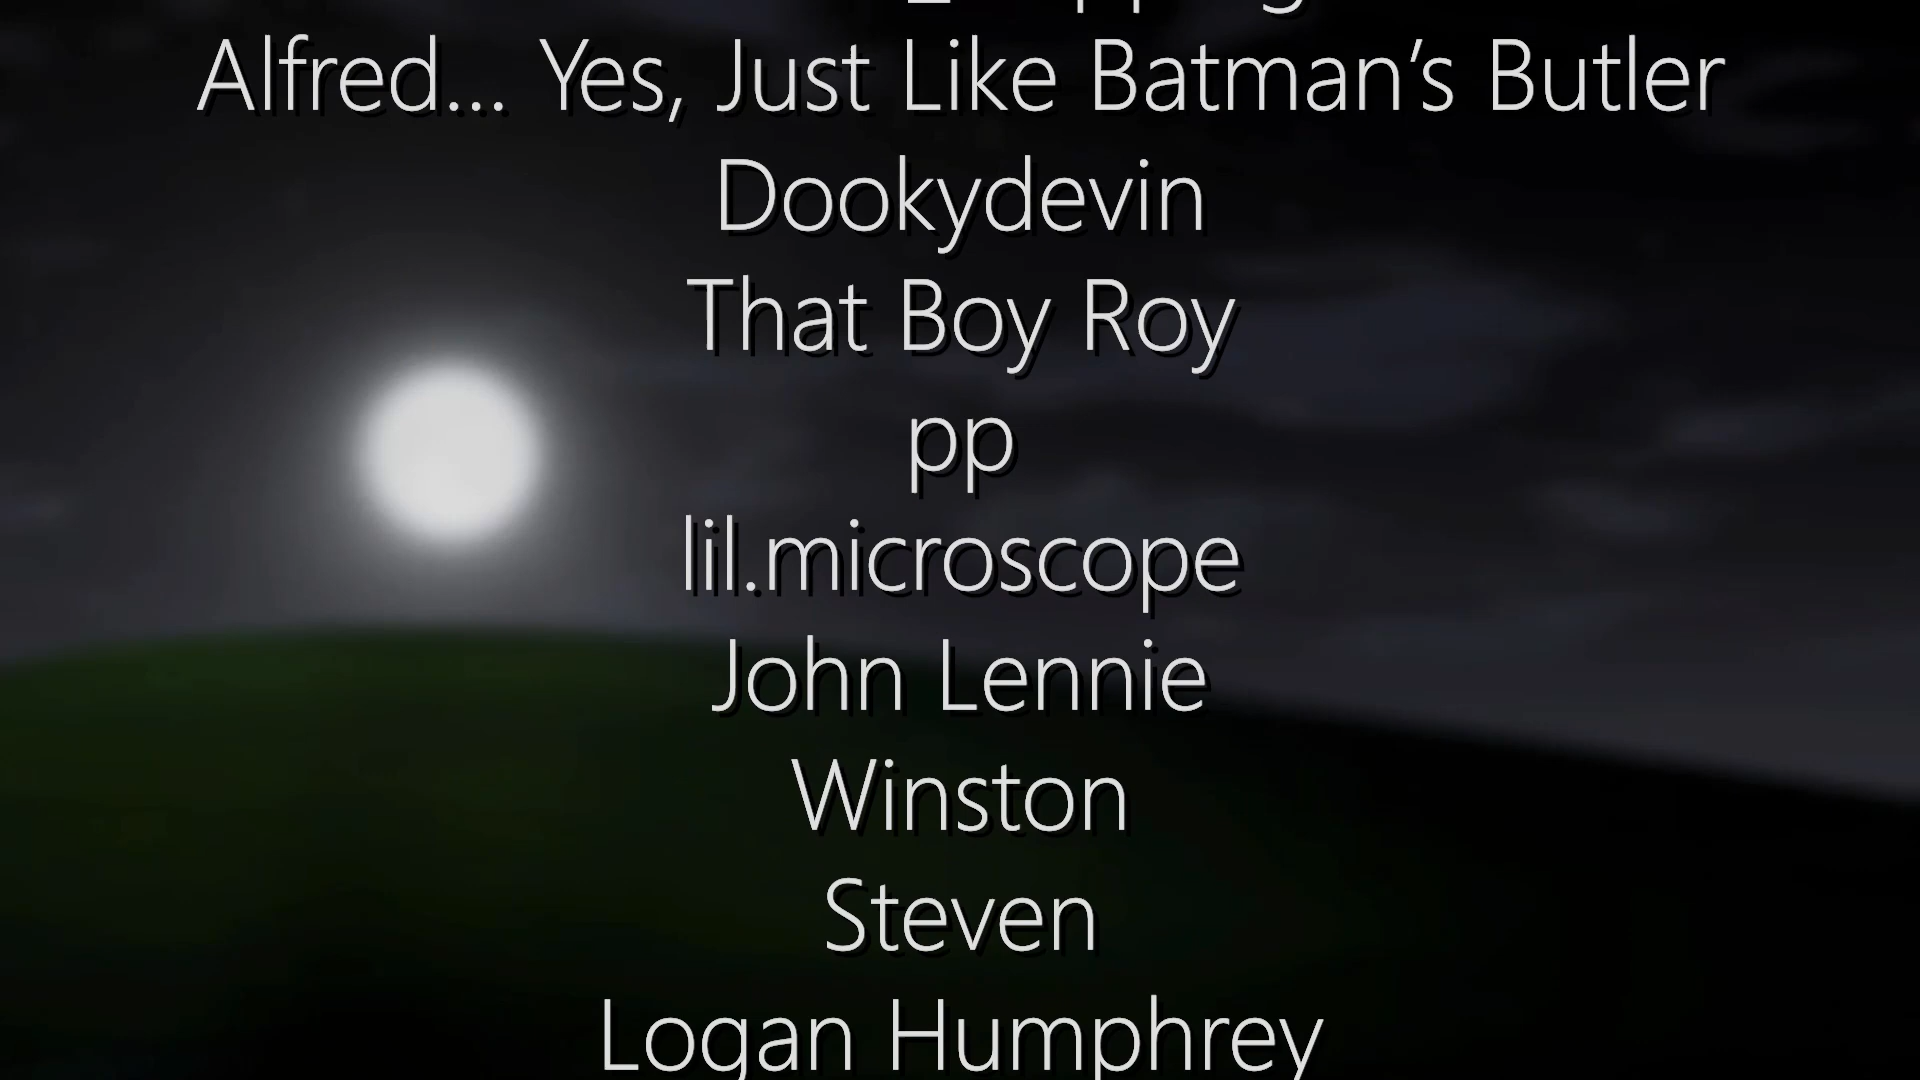 Alfred... Yes, Just Like Batman’s Butler
Dookydevin
That Boy Roy
pp
lil.microscope
John Lennie
Winston
Steven
Logan Humphrey